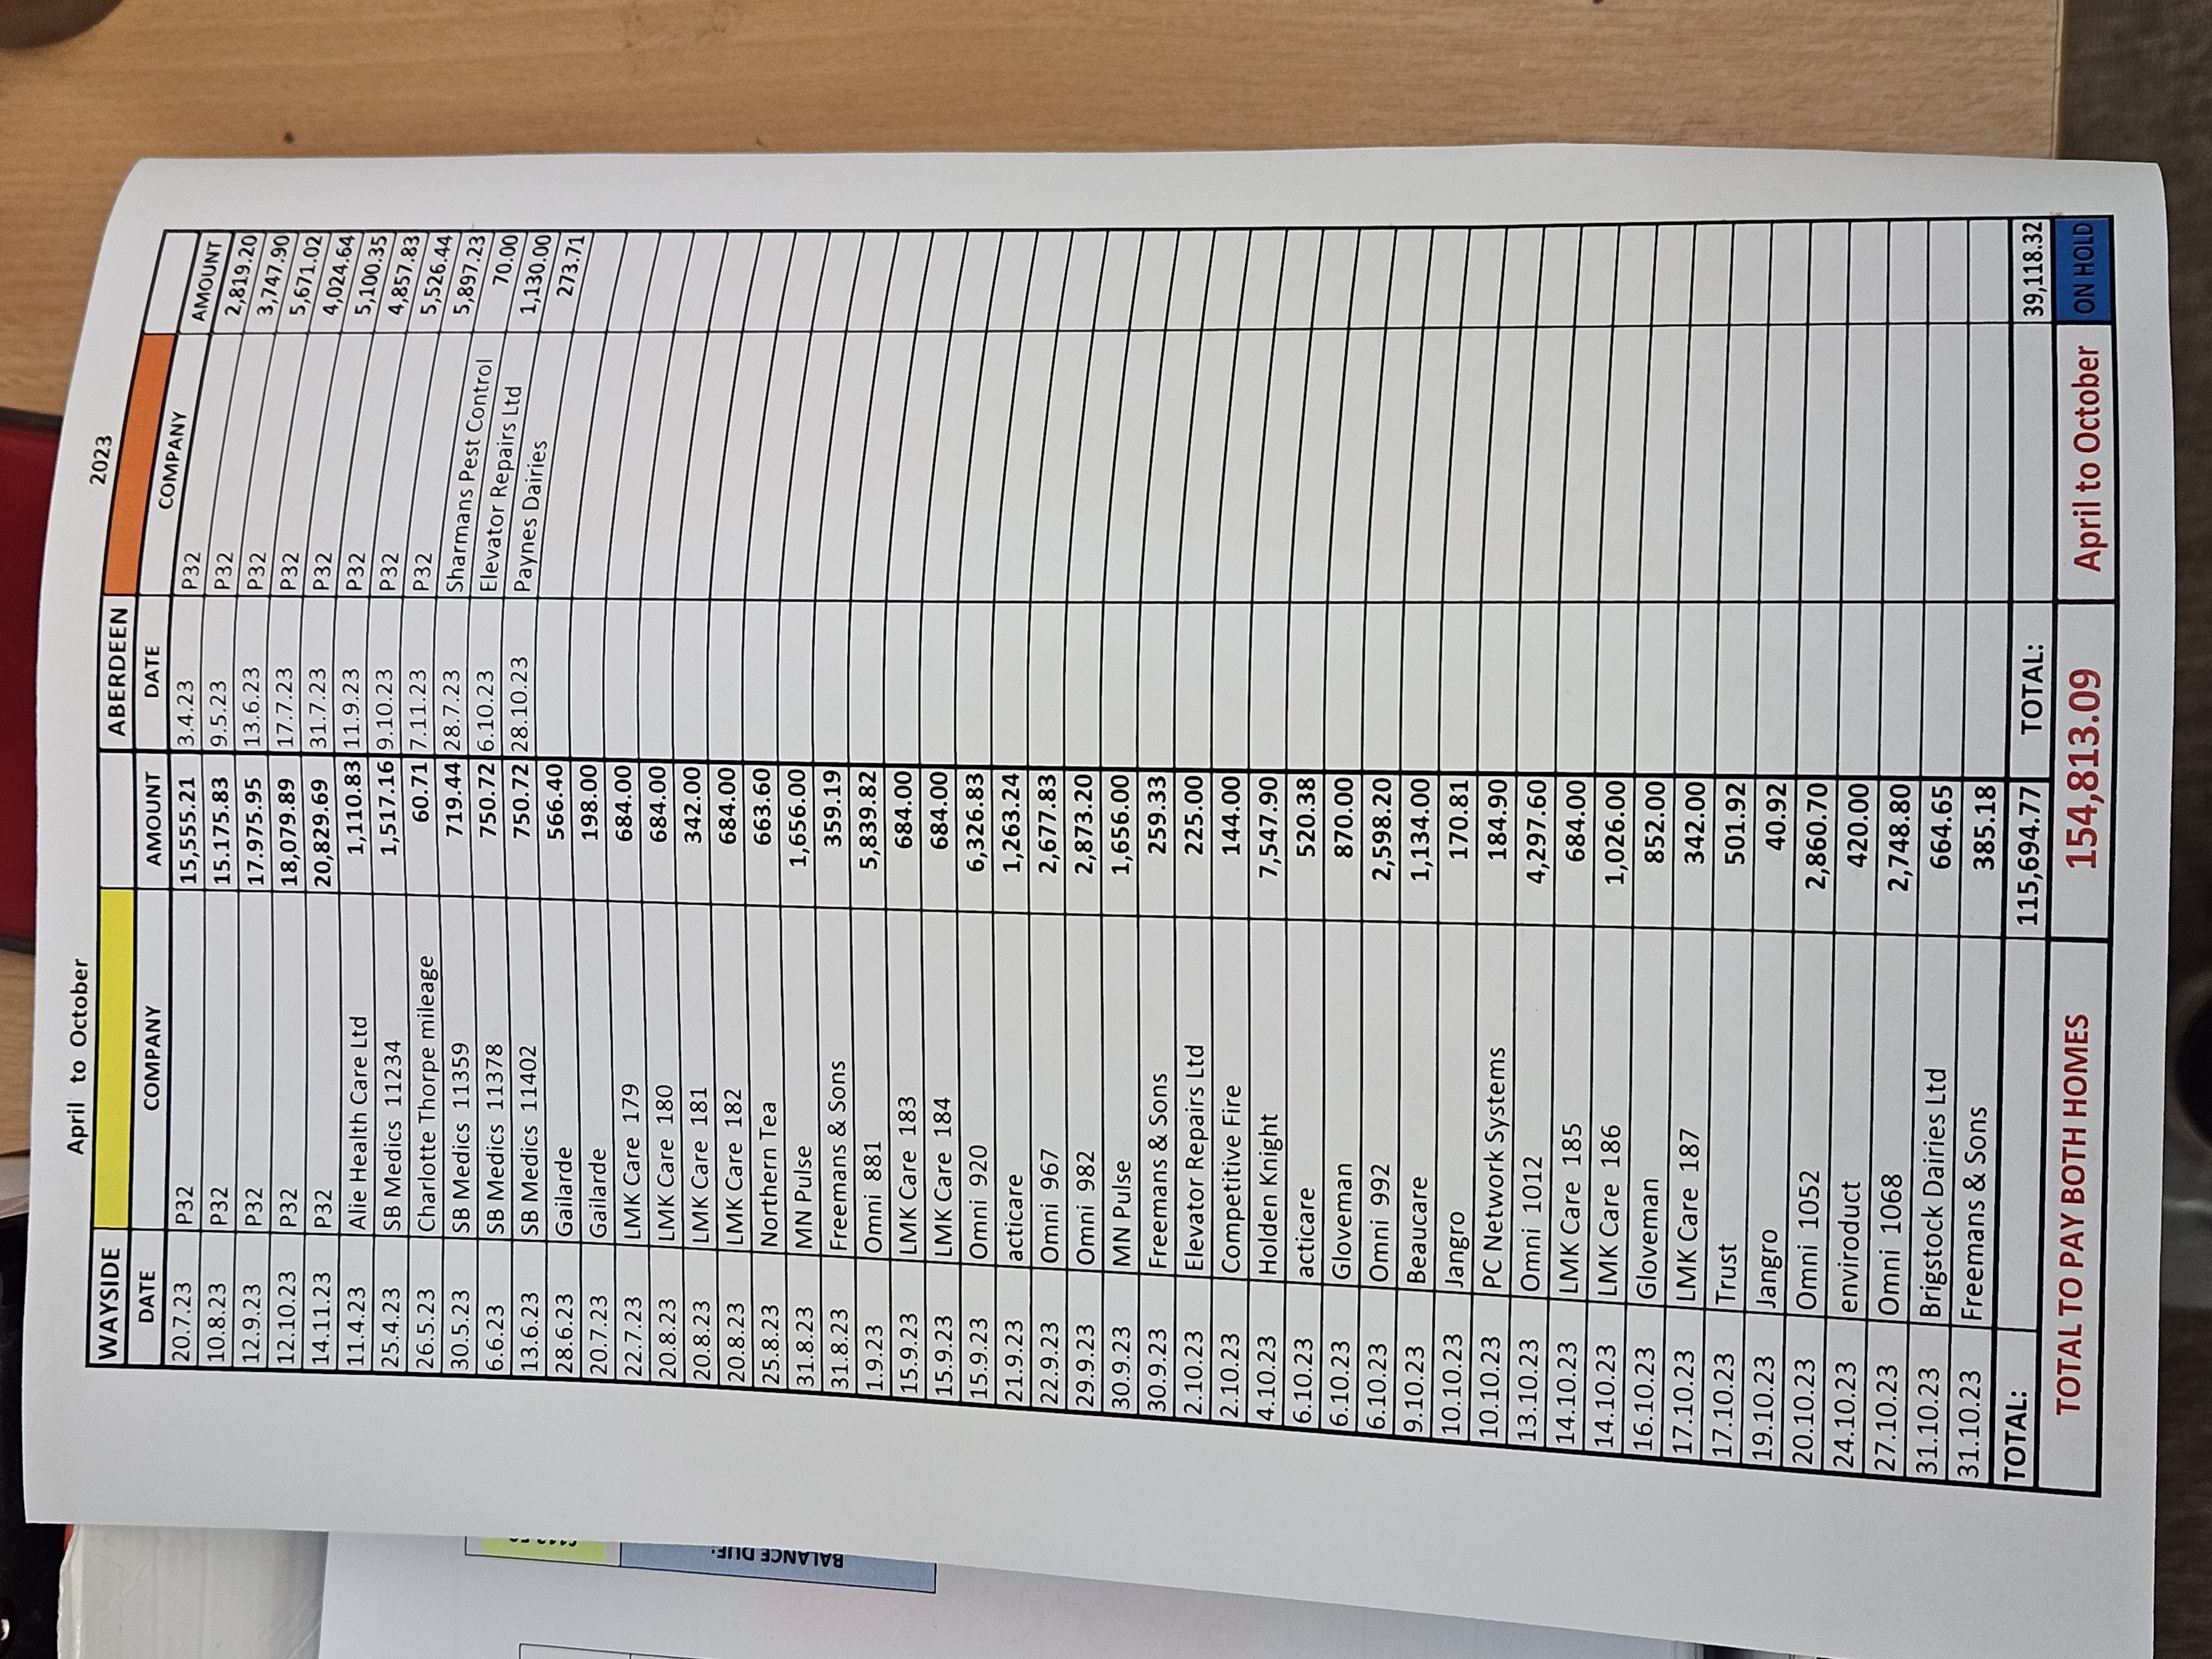 April to October 2023
WAYSIDE ABERDEEN
DATE COMPANY AMOUNT DATE COMPANY AMOUNT
20.7.23 P32 15,555.21 3.4.23 P32 2,819.20
10.8.23 P32 15.175.83 9.5.23 P32 3,747.90
12.9.23 P32 17.975.95 13.6.23 P32 5,671.02
12.10.23 P32 18,079.89 17.7.23 P32 4,024.64
14.11.23 P32 20,829.69 31.7.23 P32 5,100.35
11.4.23 Alie Health Care Ltd 1,110.83 11.9.23 P32 4,857.83
25.4.23 SB Medics 11234 1,517.16 9.10.23 P32 5,526.44
26.5.23 Charlotte Thorpe mileage 60.71 7.11.23 P32 5,897.23
30.5.23 SB Medics 11359 719.44 28.7.23 Sharmans Pest Control 70.00
6.6.23 SB Medics 11378 750.72 6.10.23 Elevator Repairs Ltd 1,130.00
13.6.23 SB Medics 11402 750.72 28.10.23 Paynes Dairies 273.71
28.6.23 Gailarde 566.40
20.7.23 Gailarde 198.00
22.7.23 LMK Care 179 684.00
20.8.23 LMK Care 180 684.00
20.8.23 LMK Care 181 342.00
20.8.23 LMK Care 182 684.00
25.8.23 Northern Tea 663.60
31.8.23 MN Pulse 1,656.00
31.8.23 Freemans & Sons 359.19
1.9.23 Omni 881 5,839.82
15.9.23 LMK Care 183 684.00
15.9.23 LMK Care 184 684.00
15.9.23 Omni 920 6,326.83
21.9.23 acticare 1,263.24
22.9.23 Omni 967 2,677.83
29.9.23 Omni 982 2,873.20
30.9.23 MN Pulse 1,656.00
30.9.23 Freemans & Sons 259.33
2.10.23 Elevator Repairs Ltd 225.00
2.10.23 Competitive Fire 144.00
4.10.23 Holden Knight 7,547.90
6.10.23 acticare 520.38
6.10.23 Gloveman 870.00
6.10.23 Omni 992 2,598.20
9.10.23 Beaucare 1,134.00
10.10.23 Jangro 170.81
10.10.23 PC Network Systems 184.90
13.10.23 Omni 1012 4,297.60
14.10.23 LMK Care 185 684.00
14.10.23 LMK Care 186 1,026.00
16.10.23 Gloveman 852.00
17.10.23 LMK Care 187 342.00
17.10.23 Trust 501.92
19.10.23 Jangro 40.92
20.10.23 Omni 1052 2,860.70
24.10.23 enviroduct 420.00
27.10.23 Omni 1068 2,748.80
31.10.23 Brigstock Dairies Ltd 664.65
31.10.23 Freemans & Sons 385.18
TOTAL: 115,694.77 TOTAL: 39,118.32
TOTAL TO PAY BOTH HOMES 154,813.09 April to October ON HOLD
BALANCE DUE: